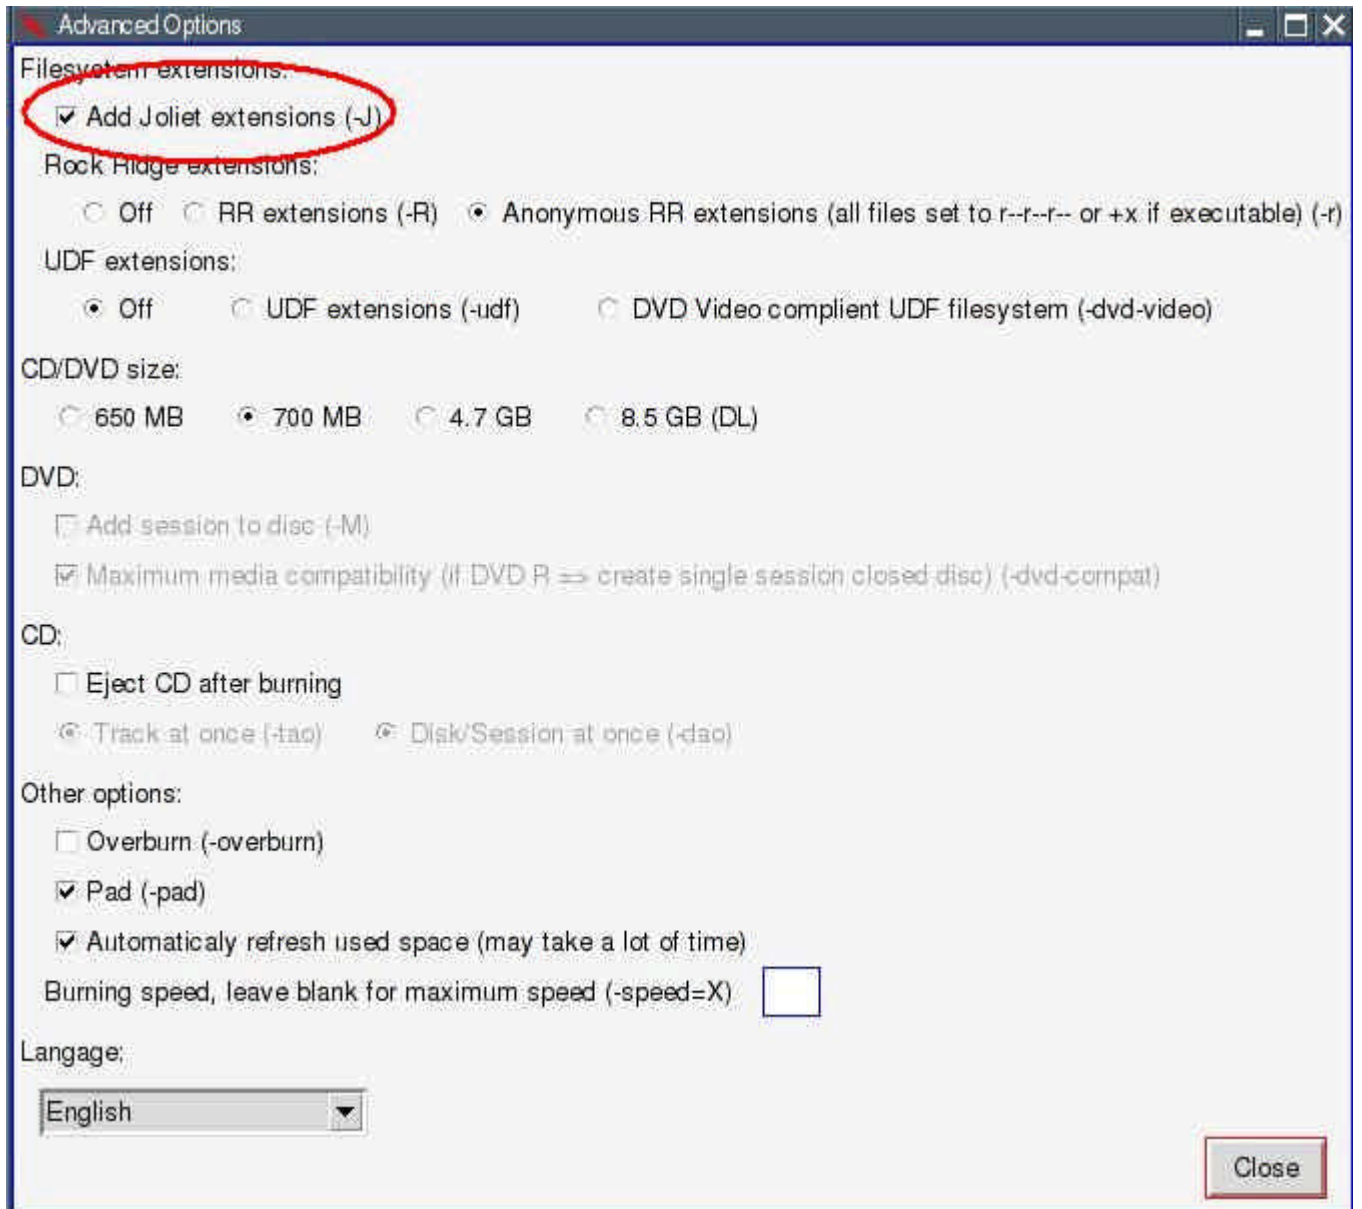 Advanced Options
Filesystem extensions:
Add Joliet extensions (-J)
Rock Ridge extensions:
Off RR extensions (-R) Anonymous RR extensions (all files set to r--r--r-- or +x if executable) (-r)
UDF extensions:
Off UDF extensions (-udf) DVD Video complient UDF filesystem (-dvd-video)
CD/DVD size:
650 MB 700 MB 4.7 GB 8.5 GB (DL)
DVD:
Add session to disc (-M)
Maximum media compatibility (if DVD R => create single session closed disc) (-dvd-compat)
CD:
Eject CD after burning
Track at once (-tao) Disk/Session at once (-dao)
Other options:
Overburn (-overburn)
Pad (-pad)
Automaticaly refresh used space (may take a lot of time)
Burning speed, leave blank for maximum speed (-speed=X)
Langage:
English
Close